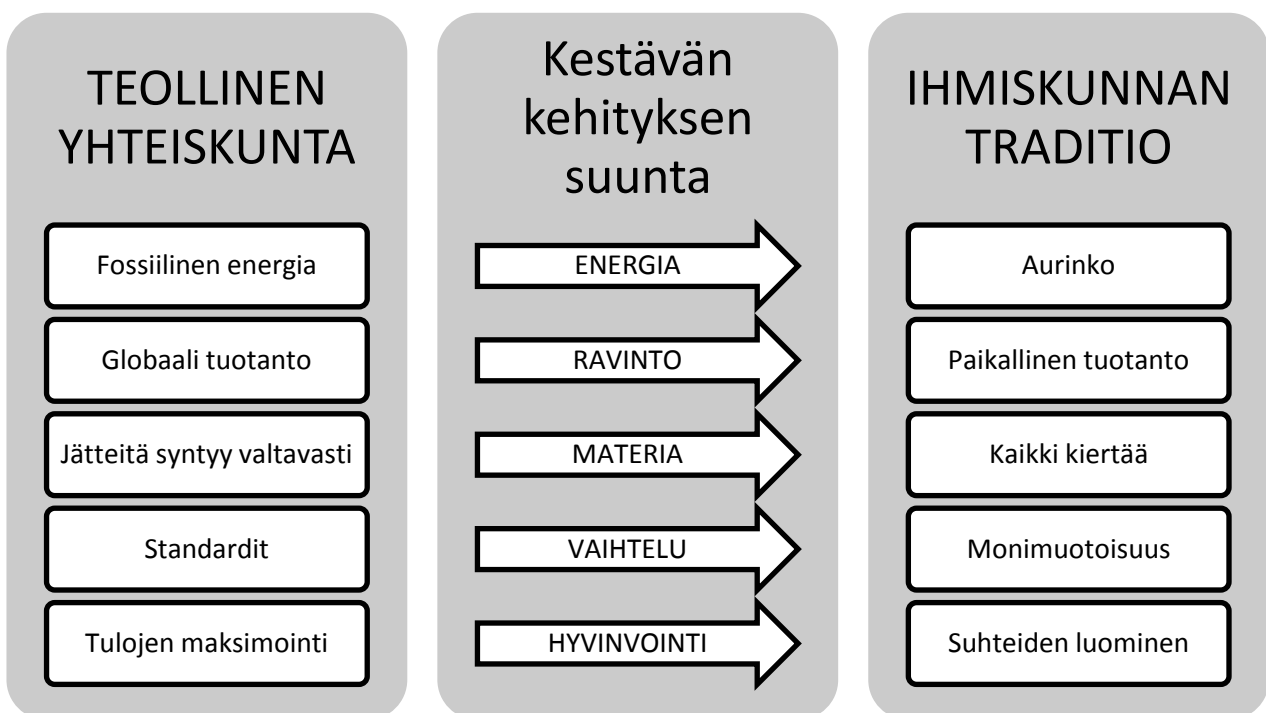 TEOLLINEN
YHTEISKUNTA
Fossiilinen energia
Globaali tuotanto
Jätteitä syntyy valtavasti
Standardit
Tulojen maksimointi
Kestävän
kehityksen
suunta
ENERGIA
RAVINTO
MATERIA
VAIHTELU
HYVINVOINTI
IHMISKUNNAN
TRADITIO
Aurinko
Paikallinen tuotanto
Kaikki kiertää
Monimuotoisuus
Suhteiden luominen